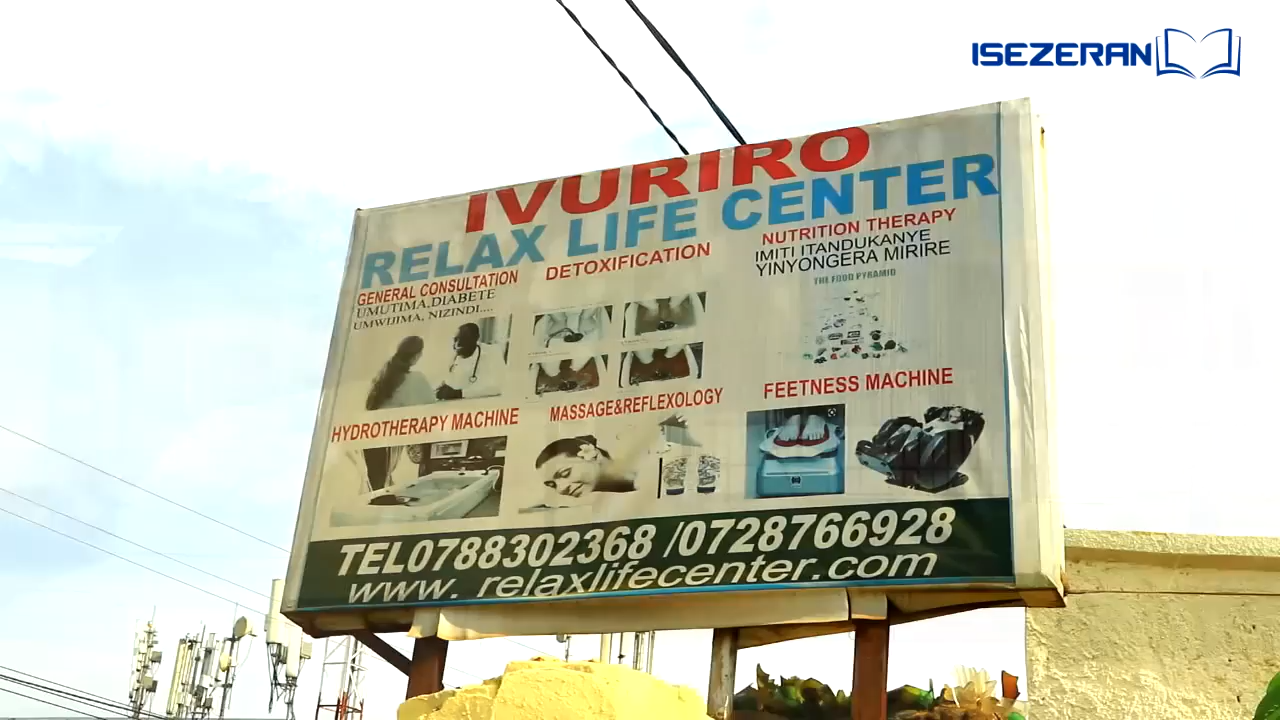 ISEZERAN
IVURIRO
RELAX LIFE CENTER
GENERAL CONSULTATION
UMUTIMA,DIABETE
UMWIJIMA, NIZINDI....
DETOXIFICATION
NUTRITION THERAPY
IMITI ITANDUKANYE
YINYONGERA MIRIRE
THE FOOD PYRAMID
HYDROTHERAPY MACHINE
MASSAGE&REFLEXOLOGY
FEETNESS MACHINE
TEL0788302368 /0728766928
www. relaxlifecenter.com